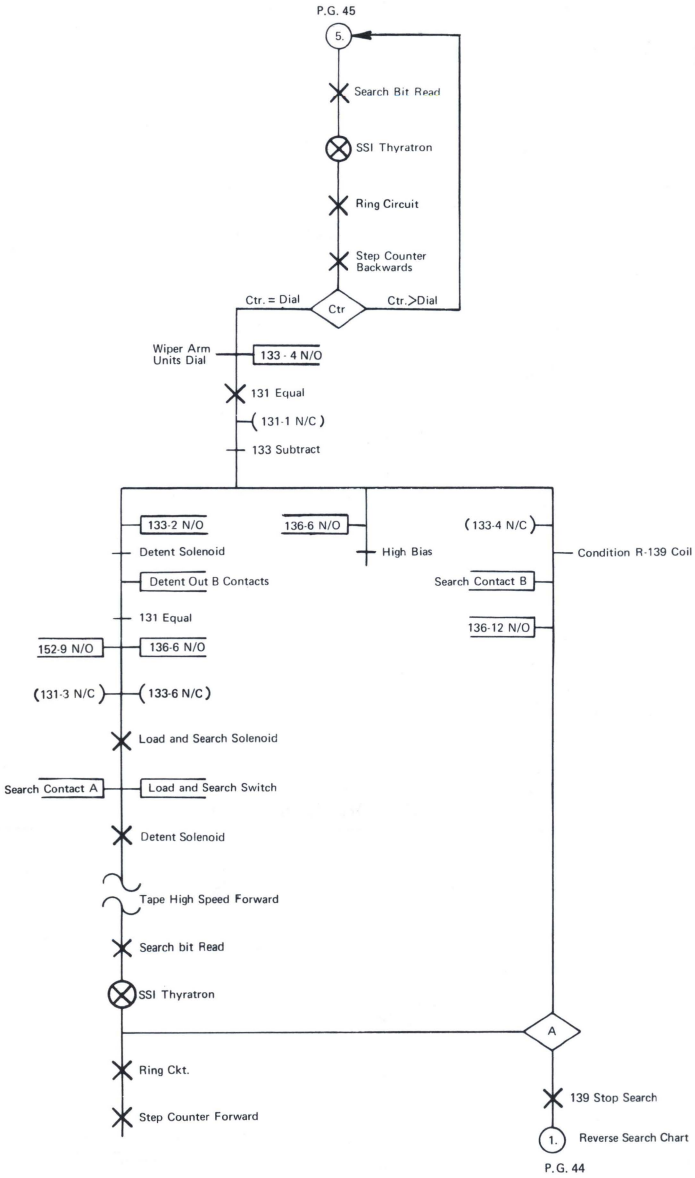 P.G. 45
5.
Search Bit Read
SSI Thyratron
Ring Circuit
Step Counter
Backwards
Ctr. = Dial
Ctr
Ctr.>Dial
Wiper Arm
Units Dial
133 - 4 N/O
131 Equal
(131-1 N/C)
133 Subtract
133-2 N/O
136-6 N/O
(133-4 N/C)
Detent Solenoid
High Bias
Condition R-139 Coil
Detent Out B Contacts
Search Contact B
131 Equal
136-12 N/O
152-9 N/O
136-6 N/O
(131-3 N/C)
(133-6 N/C)
Load and Search Solenoid
Search Contact A
Load and Search Switch
Detent Solenoid
Tape High Speed Forward
Search bit Read
SSI Thyratron
A
Ring Ckt.
139 Stop Search
Step Counter Forward
1.
Reverse Search Chart
P.G. 44